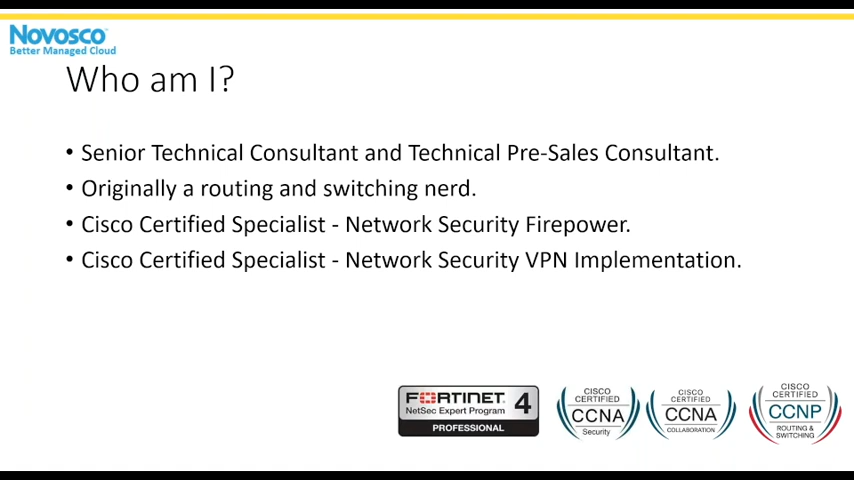 Novosco
Better Managed Cloud
Who am I?
• Senior Technical Consultant and Technical Pre-Sales Consultant.
• Originally a routing and switching nerd.
• Cisco Certified Specialist - Network Security Firepower.
• Cisco Certified Specialist - Network Security VPN Implementation.
FORTINET
NetSec Expert Program 4
PROFESSIONAL
CISCO
CERTIFIED
CCNA
Security
CISCO
CERTIFIED
CCNA
COLLABORATION
CISCO
CERTIFIED
CCNP
ROUTING &
SWITCHING